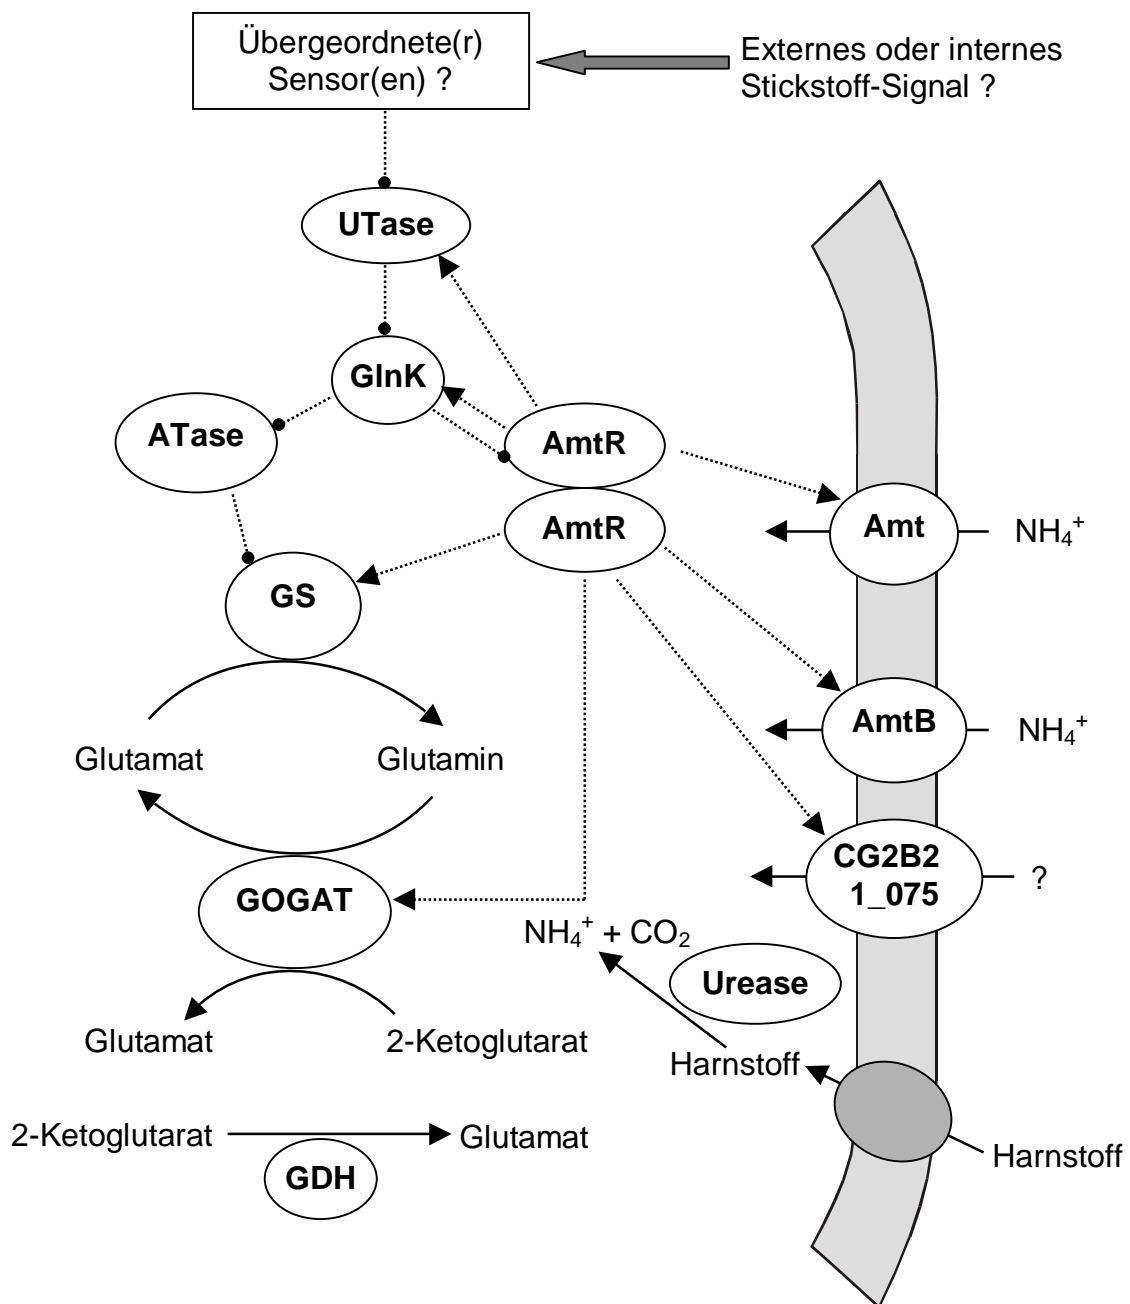 Übergeordnete(r)
Sensor(en) ?
Externes oder internes
Stickstoff-Signal ?
UTase
GlnK
ATase
AmtR
AmtR
Amt
NH₄⁺
GS
AmtB
NH₄⁺
Glutamat
Glutamin
CG2B2
1_075
?
GOGAT
NH₄⁺ + CO₂
Urease
Glutamat
2-Ketoglutarat
Harnstoff
2-Ketoglutarat
Glutamat
Harnstoff
GDH